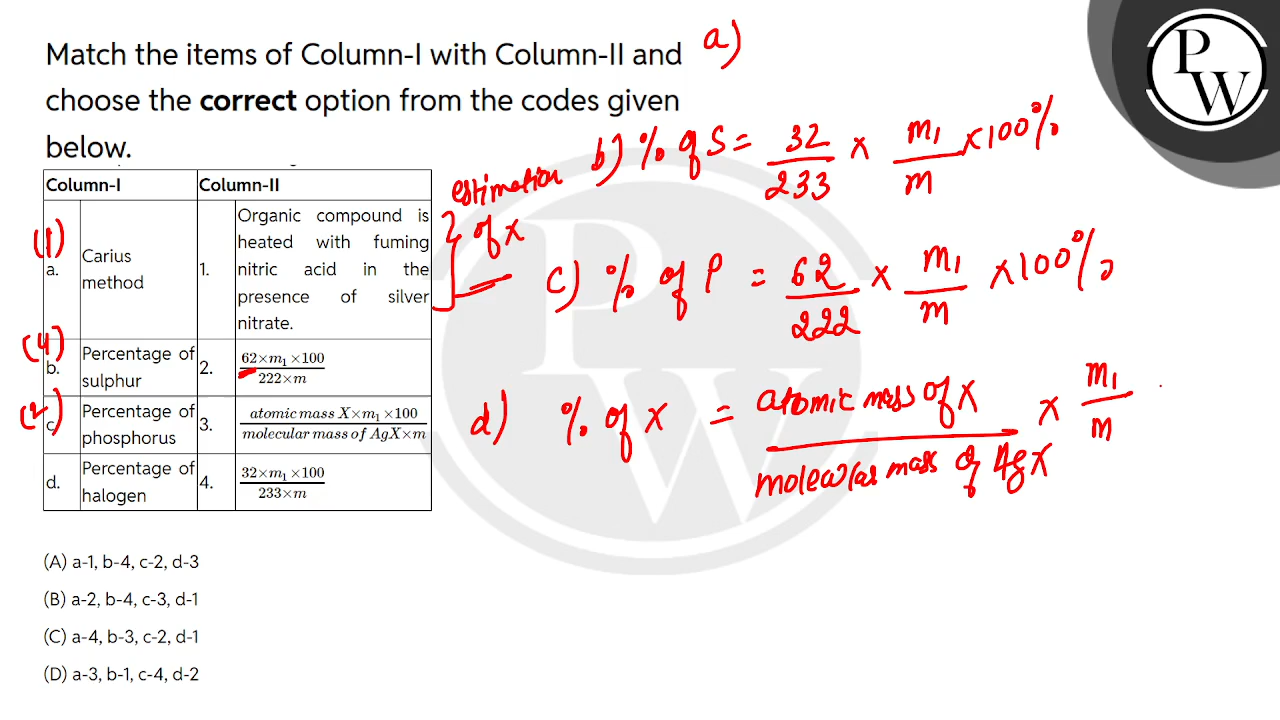 Match the items of Column-I with Column-II and
choose the correct option from the codes given
below.
Column-I Column-II
(1)
a. Carius method 1. Organic compound is heated with fuming nitric acid in the presence of silver nitrate.
(4)
b. Percentage of sulphur 2. 62×m₁×100 / 222×m
(2)
c. Percentage of phosphorus 3. atomic mass X×m₁×100 / molecular mass of AgX×m
d. Percentage of halogen 4. 32×m₁×100 / 233×m
(A) a-1, b-4, c-2, d-3
(B) a-2, b-4, c-3, d-1
(C) a-4, b-3, c-2, d-1
(D) a-3, b-1, c-4, d-2
a)
estimation
of X
b) % of S = 32/233 × m₁/m ×100%
c) % of P = 62/222 × m₁/m ×100%
d) % of X = atomic mass of X / molecular mass of AgX × m₁/m
P
W
P
W